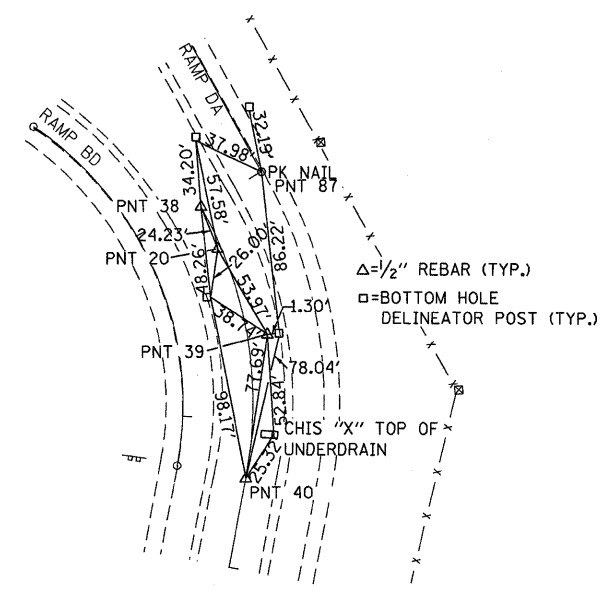 RAMP DA
RAMP BD
32.19'
37.98'
PK NAIL
PNT 87
34.20'
57.58'
PNT 38
24.23'
PNT 20
26.00'
86.22'
48.26'
53.97'
△=1/2" REBAR (TYP.)
□=BOTTOM HOLE
DELINEATOR POST (TYP.)
1.30'
PNT 39
77.69'
78.04'
52.84'
98.17'
CHIS "X" TOP OF
UNDERDRAIN
25.32'
PNT 40